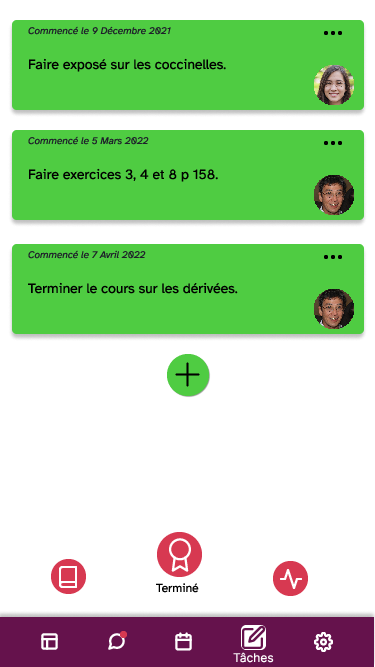 Commencé le 9 Décembre 2021
Faire exposé sur les coccinelles.
Commencé le 5 Mars 2022
Faire exercices 3, 4 et 8 p 158.
Commencé le 7 Avril 2022
Terminer le cours sur les dérivées.
Terminé
Tâches